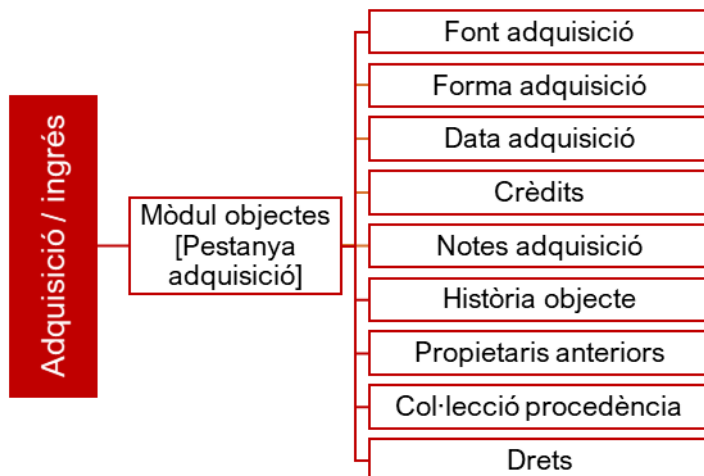 Adquisició / ingrés
Mòdul objectes
[Pestanya
adquisició]
Font adquisició
Forma adquisició
Data adquisició
Crèdits
Notes adquisició
Història objecte
Propietaris anteriors
Col·lecció procedència
Drets